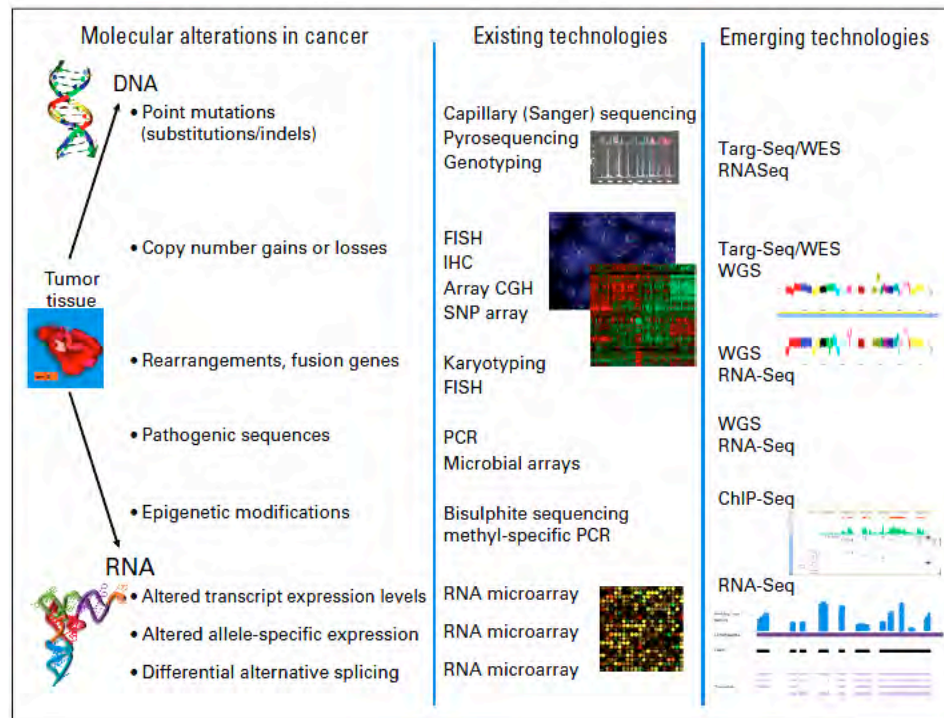 Molecular alterations in cancer
DNA
• Point mutations
(substitutions/indels)
• Copy number gains or losses
Tumor
tissue
• Rearrangements, fusion genes
• Pathogenic sequences
• Epigenetic modifications
RNA
• Altered transcript expression levels
• Altered allele-specific expression
• Differential alternative splicing
Existing technologies
Capillary (Sanger) sequencing
Pyrosequencing
Genotyping
FISH
IHC
Array CGH
SNP array
Karyotyping
FISH
PCR
Microbial arrays
Bisulphite sequencing
methyl-specific PCR
RNA microarray
RNA microarray
RNA microarray
Emerging technologies
Targ-Seq/WES
RNASeq
Targ-Seq/WES
WGS
WGS
RNA-Seq
WGS
RNA-Seq
ChIP-Seq
RNA-Seq